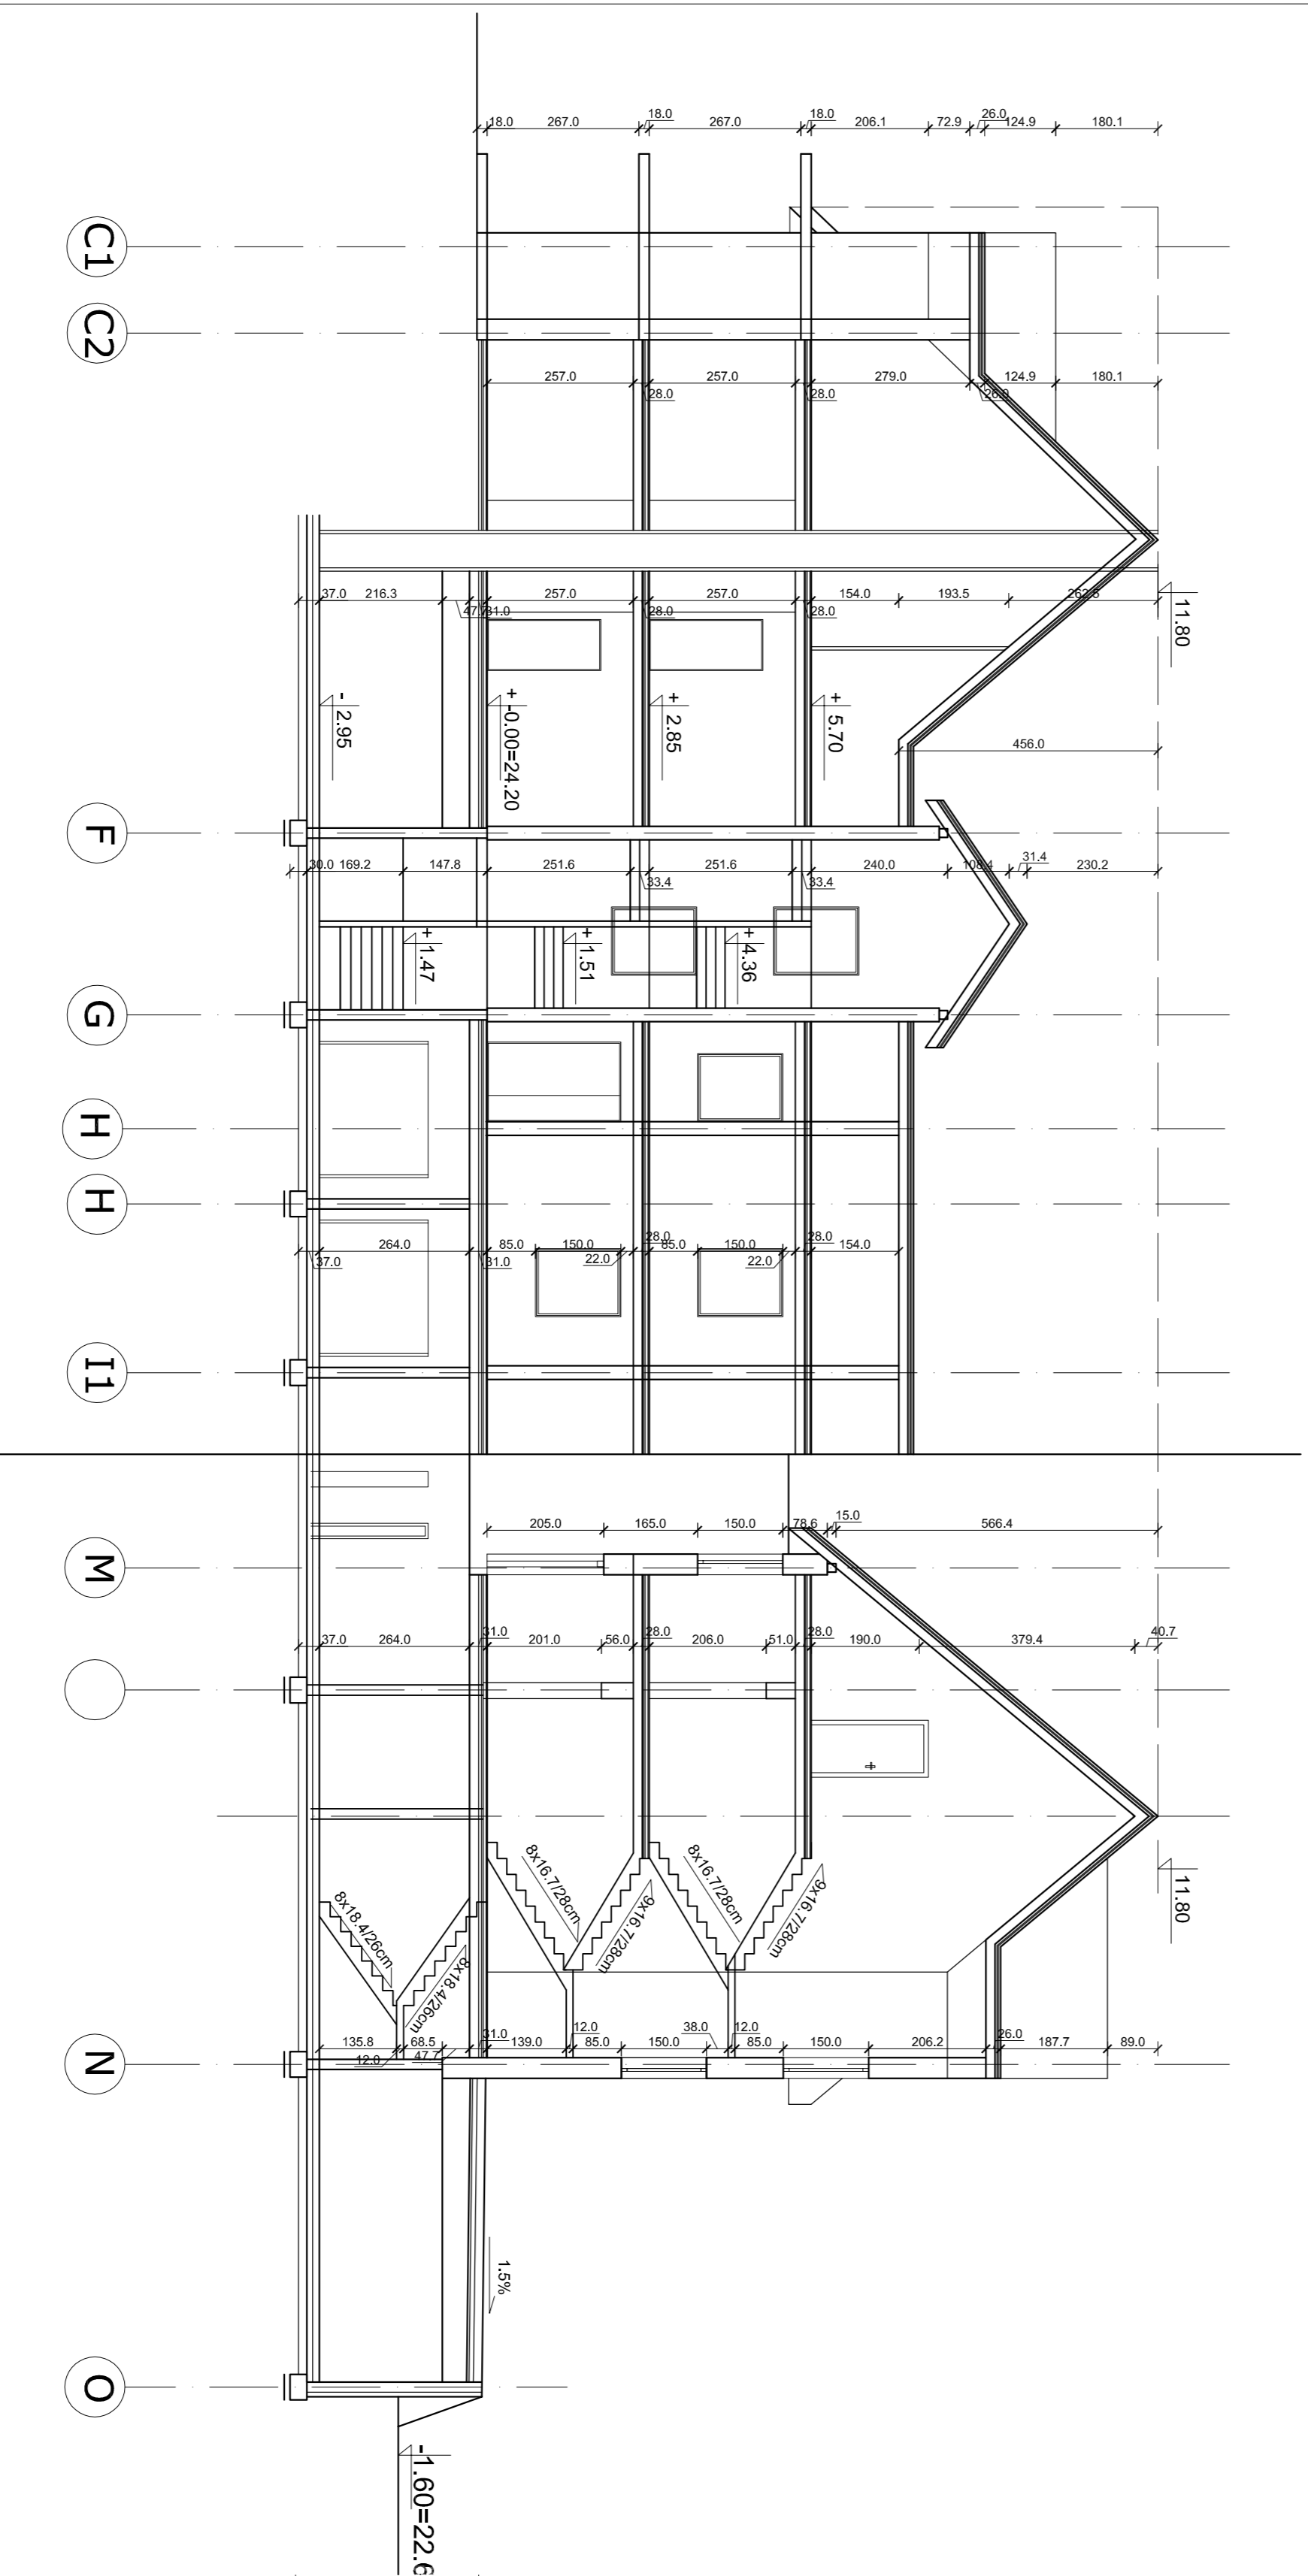 18.0 267.0 18.0 267.0 18.0 206.1 72.9 26.0 124.9 180.1
C1
C2
257.0 28.0 257.0 28.0 279.0 26.0 124.9 180.1
37.0 216.3 47.7 31.0 257.0 28.0 257.0 28.0 154.0 193.5 262.5
11.80
- 2.95
+ -0.00=24.20
+ 2.85
+ 5.70
456.0
F
30.0 169.2 147.8 251.6 33.4 251.6 33.4 240.0 108.4 31.4 230.2
+ 1.47
+ 1.51
+ 4.36
G
H
H
37.0 264.0 31.0 85.0 150.0 22.0 28.0 85.0 150.0 22.0 28.0 154.0
I1
205.0 165.0 150.0 78.6 15.0 566.4
M
37.0 264.0 31.0 201.0 56.0 28.0 206.0 51.0 28.0 190.0 379.4 40.7
11.80
8x18.4/26cm
8x18.4/26cm
8x16.7/28cm
9x16.7/28cm
8x16.7/28cm
9x16.7/28cm
135.8 12.0 68.5 47.7 31.0 139.0 12.0 85.0 150.0 38.0 12.0 85.0 150.0 206.2 26.0 187.7 89.0
N
1.5%
O
-1.60=22.6